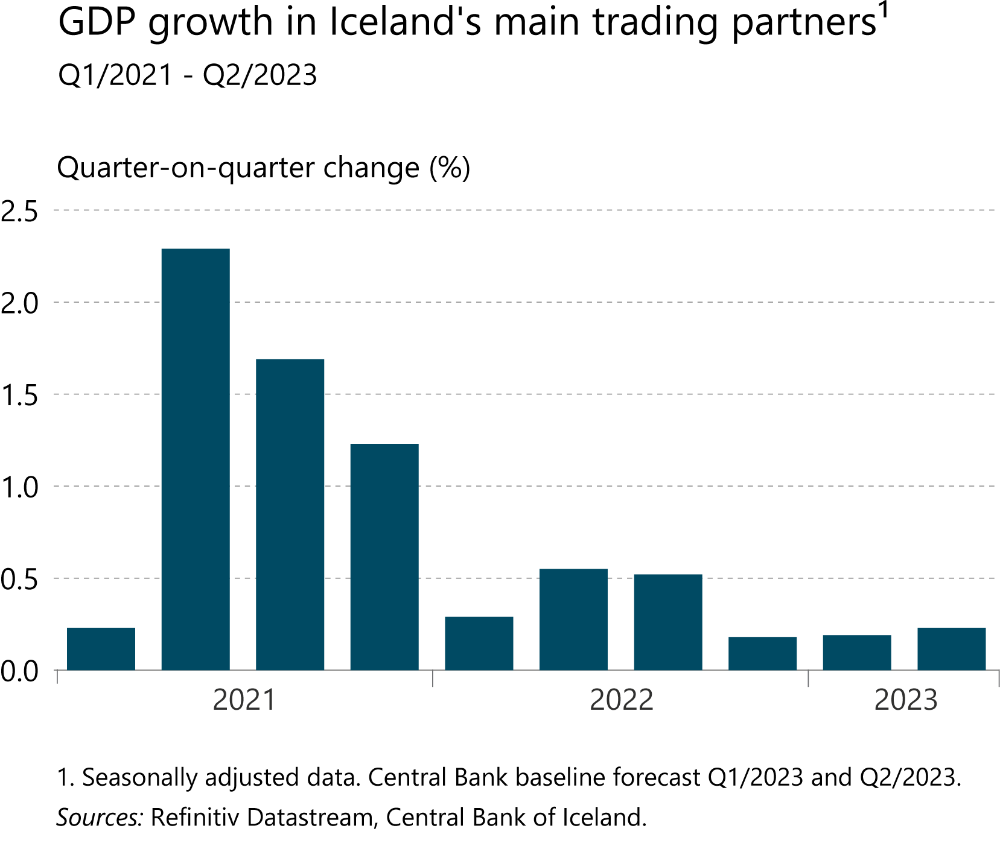 GDP growth in Iceland's main trading partners¹
Q1/2021 - Q2/2023
Quarter-on-quarter change (%)
2.5
2.0
1.5
1.0
0.5
0.0
2021 2022 2023
1. Seasonally adjusted data. Central Bank baseline forecast Q1/2023 and Q2/2023.
Sources: Refinitiv Datastream, Central Bank of Iceland.